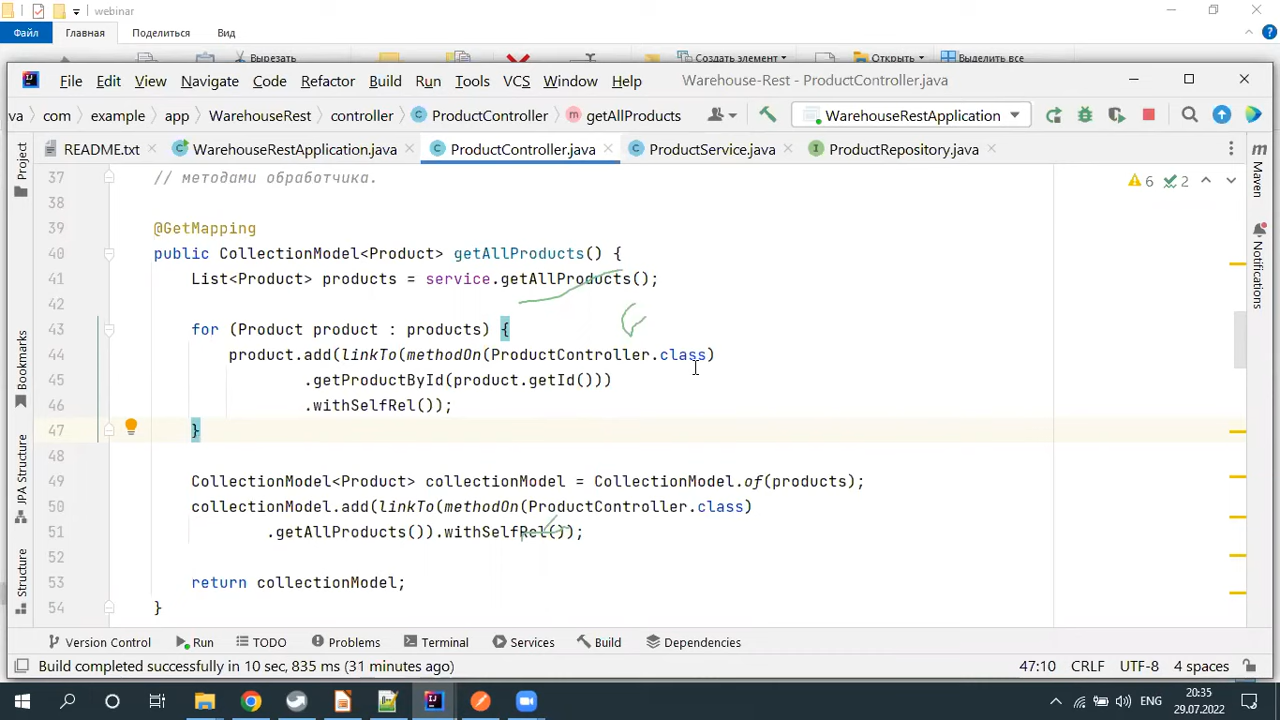 webinar
Файл Главная Поделиться Вид
Вырезать Создать элемент Открыть Выделить все
File Edit View Navigate Code Refactor Build Run Tools VCS Window Help Warehouse-Rest - ProductController.java
va com example app WarehouseRest controller ProductController getAllProducts WarehouseRestApplication
README.txt WarehouseRestApplication.java ProductController.java ProductService.java ProductRepository.java
Project
Bookmarks
JPA Structure
Structure
Maven
Notifications
6 2
37 // методами обработчика.
38
39 @GetMapping
40 public CollectionModel<Product> getAllProducts() {
41 List<Product> products = service.getAllProducts();
42
43 for (Product product : products) {
44 product.add(linkTo(methodOn(ProductController.class)
45 .getProductById(product.getId()))
46 .withSelfRel());
47 }
48
49 CollectionModel<Product> collectionModel = CollectionModel.of(products);
50 collectionModel.add(linkTo(methodOn(ProductController.class)
51 .getAllProducts()).withSelfRel());
52
53 return collectionModel;
54 }
Version Control Run TODO Problems Terminal Services Build Dependencies
Build completed successfully in 10 sec, 835 ms (31 minutes ago) 47:10 CRLF UTF-8 4 spaces
ENG
20:35
29.07.2022